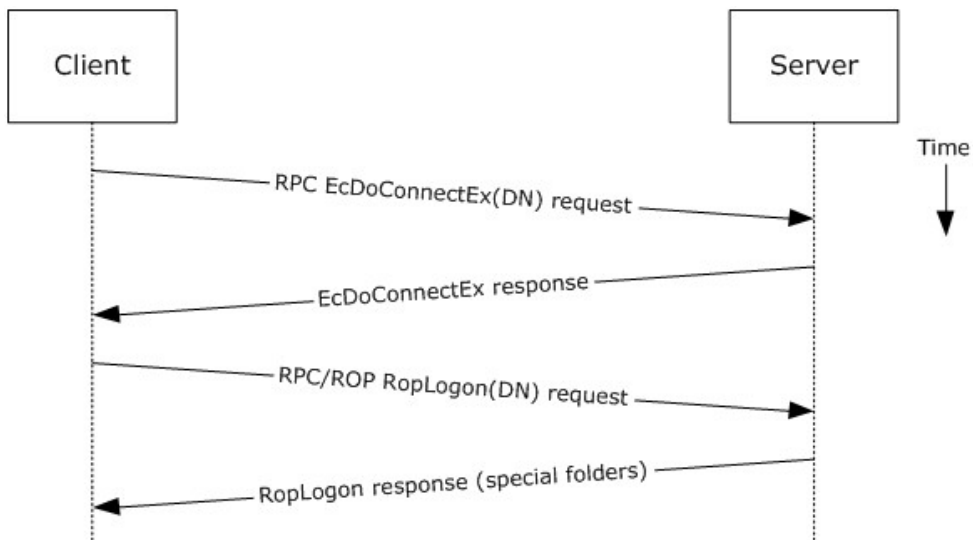 Client
Server
Time
RPC EcDoConnectEx(DN) request
EcDoConnectEx response
RPC/ROP RopLogon(DN) request
RopLogon response (special folders)